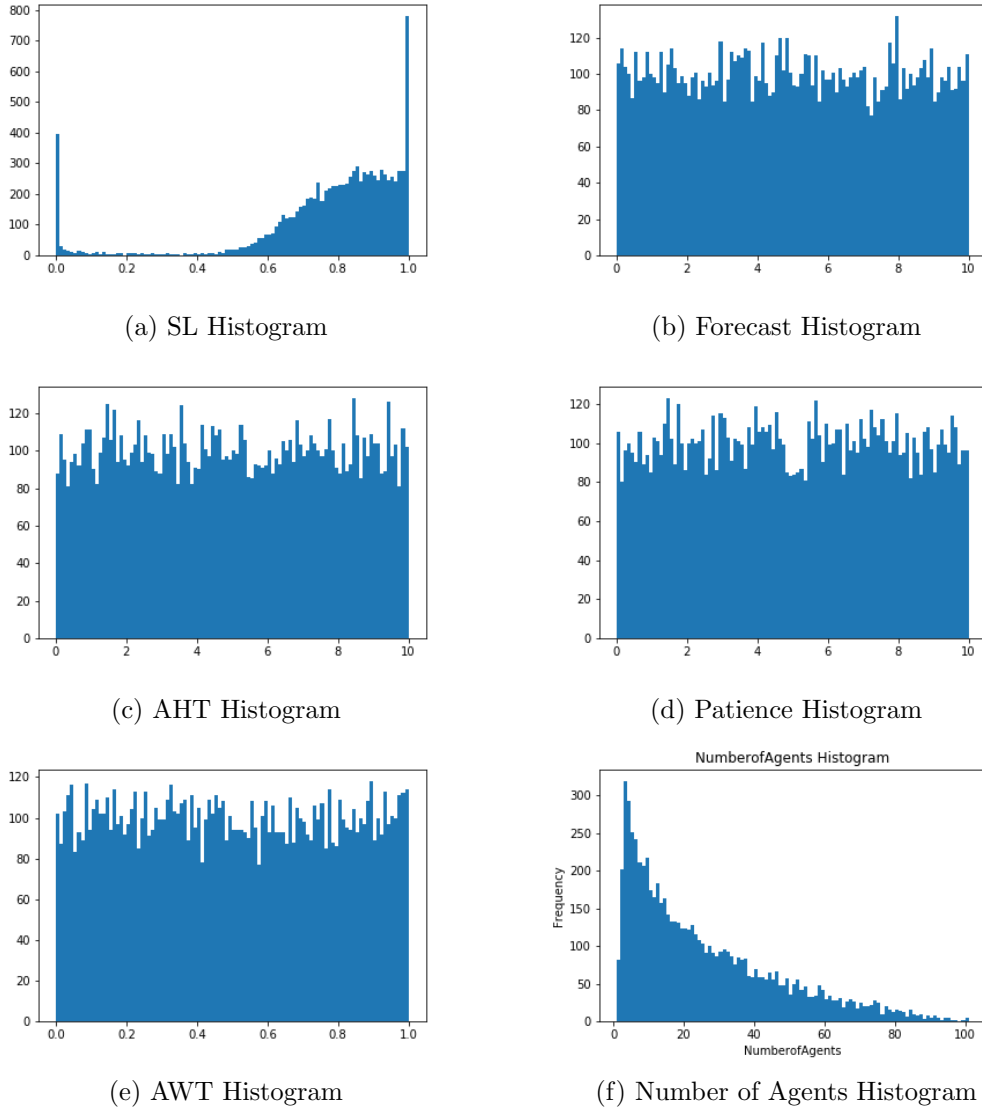 800
700
600
500
400
300
200
100
0
0.0 0.2 0.4 0.6 0.8 1.0
(a) SL Histogram
120
100
80
60
40
20
0
0 2 4 6 8 10
(b) Forecast Histogram
120
100
80
60
40
20
0
0 2 4 6 8 10
(c) AHT Histogram
120
100
80
60
40
20
0
0 2 4 6 8 10
(d) Patience Histogram
120
100
80
60
40
20
0
0.0 0.2 0.4 0.6 0.8 1.0
(e) AWT Histogram
NumberofAgents Histogram
Frequency
300
250
200
150
100
50
0
0 20 40 60 80 100
NumberofAgents
(f) Number of Agents Histogram